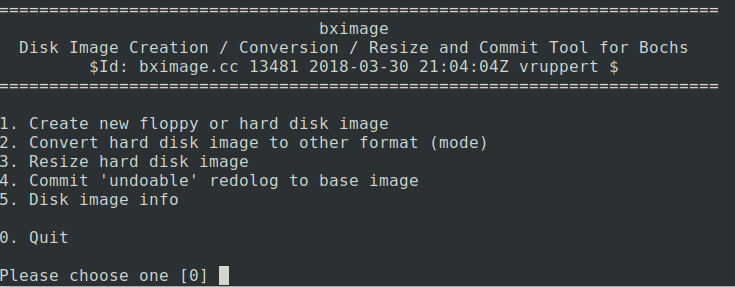 ========================================================================
bximage
Disk Image Creation / Conversion / Resize and Commit Tool for Bochs
$Id: bximage.cc 13481 2018-03-30 21:04:04Z vruppert $
========================================================================
1. Create new floppy or hard disk image
2. Convert hard disk image to other format (mode)
3. Resize hard disk image
4. Commit 'undoable' redolog to base image
5. Disk image info
0. Quit
Please choose one [0]